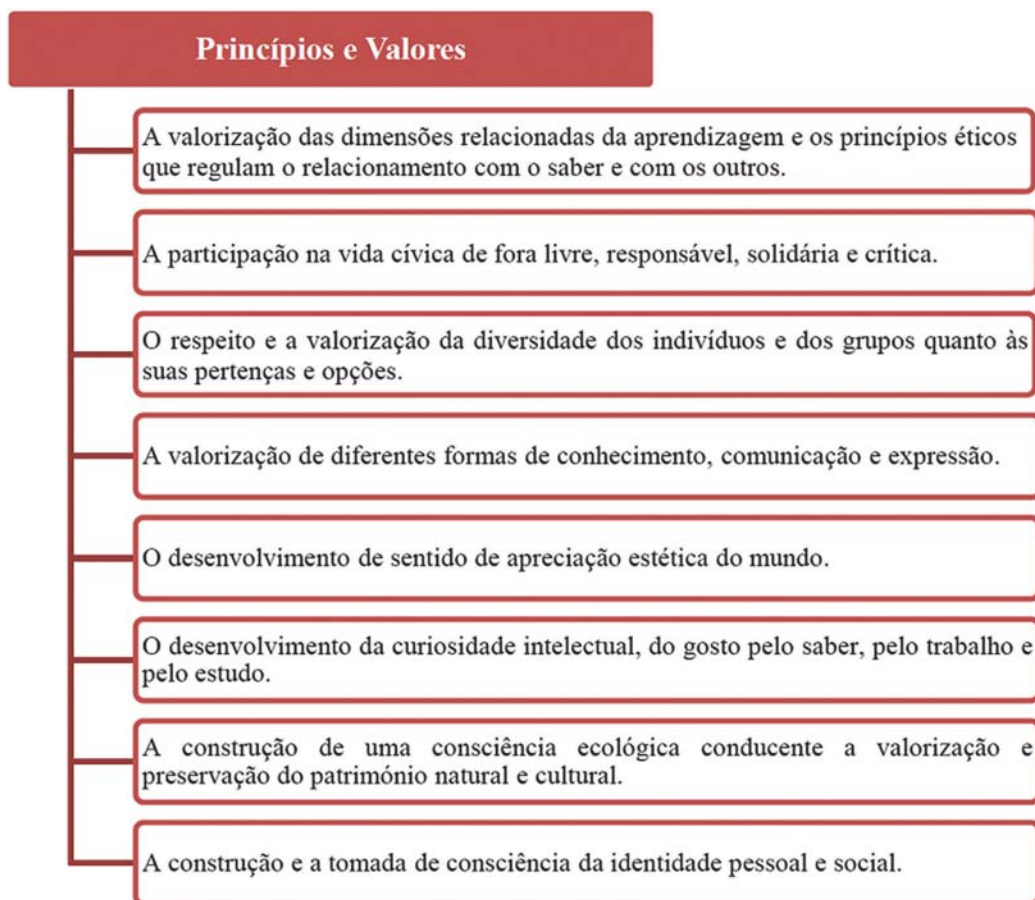 Princípios e Valores
A valorização das dimensões relacionadas da aprendizagem e os princípios éticos
que regulam o relacionamento com o saber e com os outros.
A participação na vida cívica de fora livre, responsável, solidária e crítica.
O respeito e a valorização da diversidade dos indivíduos e dos grupos quanto às
suas pertenças e opções.
A valorização de diferentes formas de conhecimento, comunicação e expressão.
O desenvolvimento de sentido de apreciação estética do mundo.
O desenvolvimento da curiosidade intelectual, do gosto pelo saber, pelo trabalho e
pelo estudo.
A construção de uma consciência ecológica conducente a valorização e
preservação do património natural e cultural.
A construção e a tomada de consciência da identidade pessoal e social.